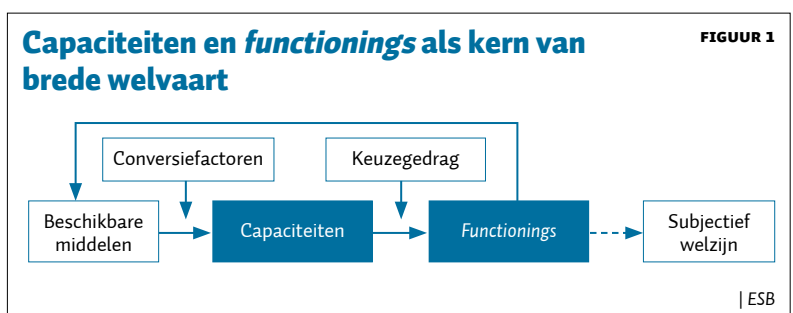 Capaciteiten en functionings als kern van
brede welvaart
FIGUUR 1
Conversiefactoren
Keuzegedrag
Beschikbare
middelen
Capaciteiten
Functionings
Subjectief
welzijn
| ESB